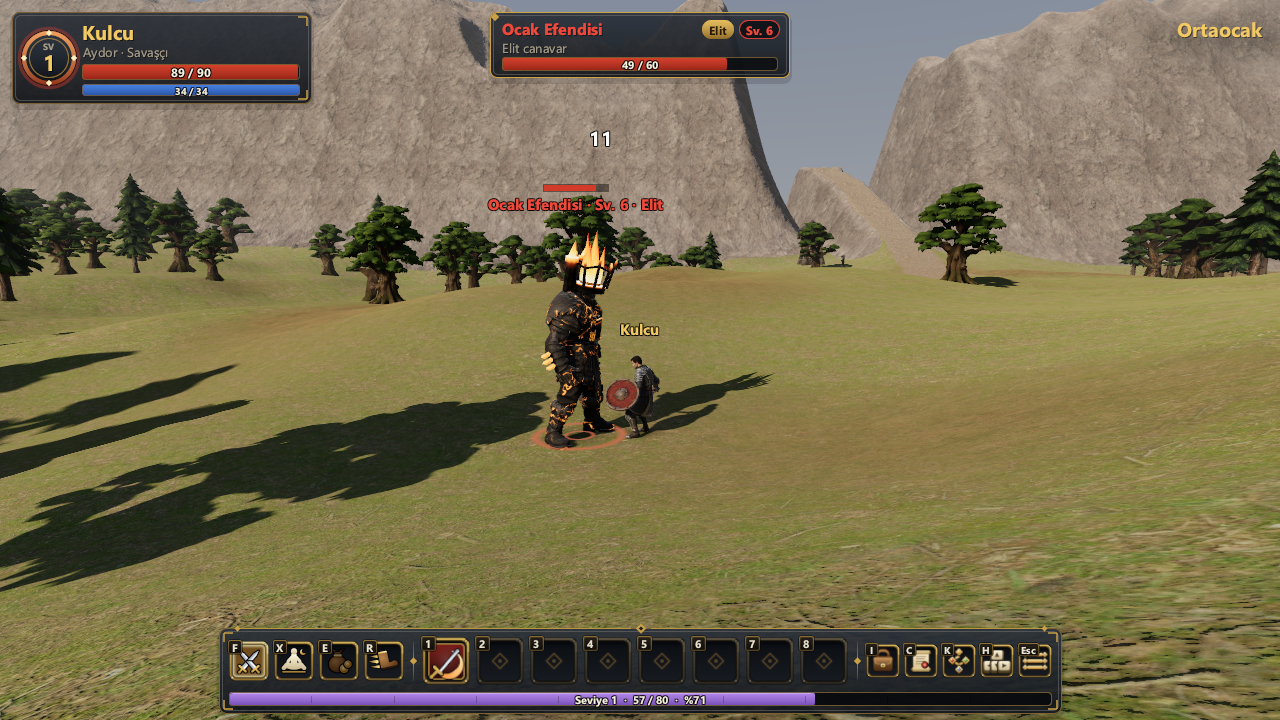 Kulcu
SV
1
Aydor · Savaşçı
89 / 90
34 / 34
Ocak Efendisi
Elit
Sv. 6
Elit canavar
49 / 60
Ortaocak
11
Ocak Efendisi · Sv. 6 · Elit
Kulcu
F X E R 1 2 3 4 5 6 7 8 I C K H Esc
Seviye 1 · 57 / 80 · %71